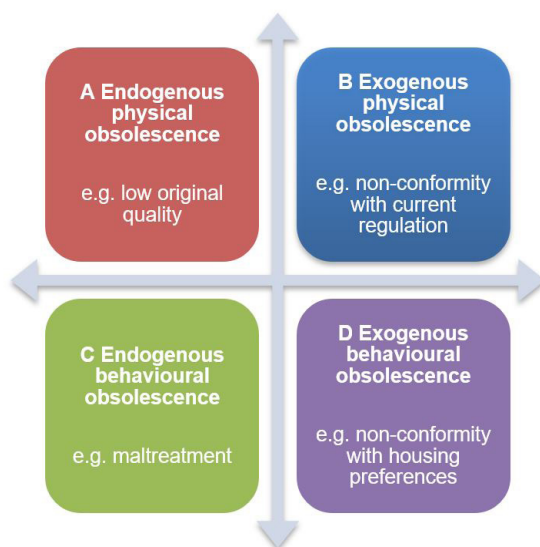 A Endogenous
physical
obsolescence
e.g. low original
quality
B Exogenous
physical
obsolescence
e.g. non-conformity
with current
regulation
C Endogenous
behavioural
obsolescence
e.g. maltreatment
D Exogenous
behavioural
obsolescence
e.g. non-conformity
with housing
preferences